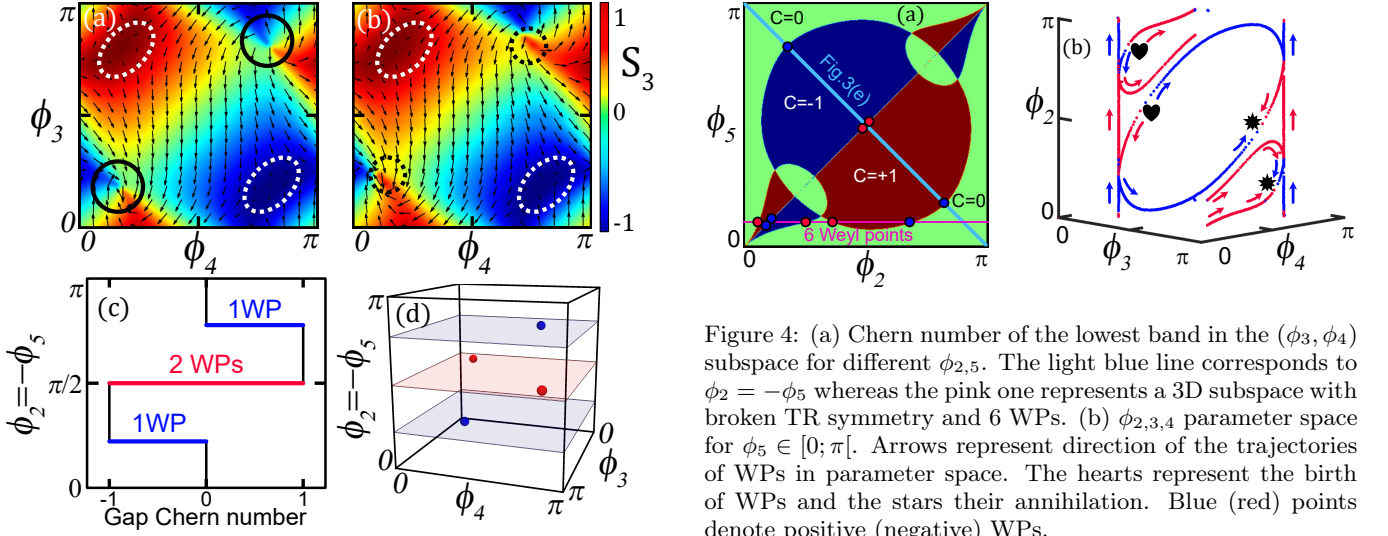 (a)
(b)
1
S₃
0
-1
π
ϕ₃
0
0
ϕ₄
π
0
ϕ₄
π
(c)
π
π/2
0
ϕ₂=−ϕ₅
1WP
2 WPs
1WP
-1
0
1
Gap Chern number
(d)
π
ϕ₂=−ϕ₅
0
0
ϕ₄
π
π
ϕ₃
0
(a)
π
C=0
Fig.3(e)
C=-1
ϕ₅
C=+1
C=0
6 Weyl points
0
0
ϕ₂
π
(b)
π
π/2
0
0
ϕ₃
π
0
ϕ₄
π
Figure 4: (a) Chern number of the lowest band in the (ϕ₃, ϕ₄)
subspace for different ϕ₂,₅. The light blue line corresponds to
ϕ₂ = −ϕ₅ whereas the pink one represents a 3D subspace with
broken TR symmetry and 6 WPs. (b) ϕ₂,₃,₄ parameter space
for ϕ₅ ∈ [0; π[. Arrows represent direction of the trajectories
of WPs in parameter space. The hearts represent the birth
of WPs and the stars their annihilation. Blue (red) points
denote positive (negative) WPs.